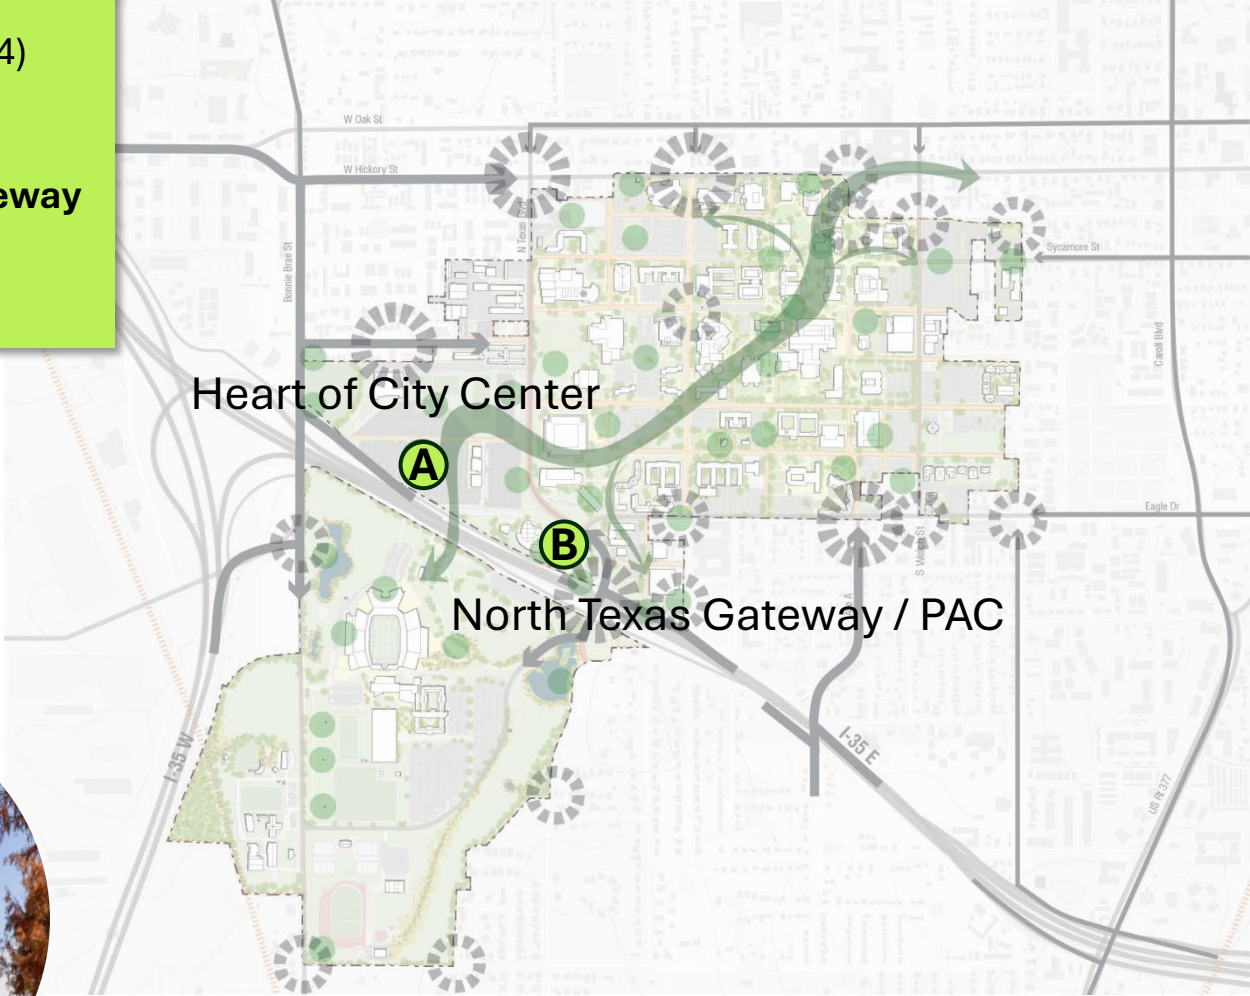 4)
eway
W Oak St
W Hickory St
N Texas Blvd
Bonnie Brae St
Sycamore St
Carroll Blvd
Heart of City Center
A
B
Eagle Dr
S Welch St
North Texas Gateway / PAC
I-35 E
I-35 W
US Rt 377